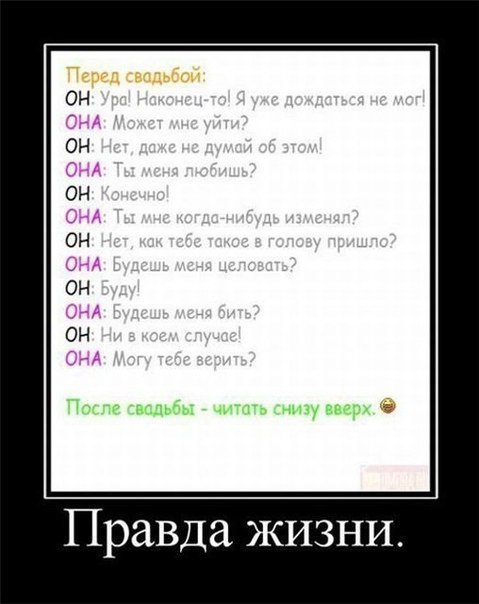 Перед свадьбой:
ОН: Ура! Наконец-то! Я уже дождаться не мог!
ОНА: Может мне уйти?
ОН: Нет, даже не думай об этом!
ОНА: Ты меня любишь?
ОН: Конечно!
ОНА: Ты мне когда-нибудь изменял?
ОН: Нет, как тебе такое в голову пришло?
ОНА: Будешь меня целовать?
ОН: Буду!
ОНА: Будешь меня бить?
ОН: Ни в коем случае!
ОНА: Могу тебе верить?
После свадьбы - читать снизу вверх.
Правда жизни.